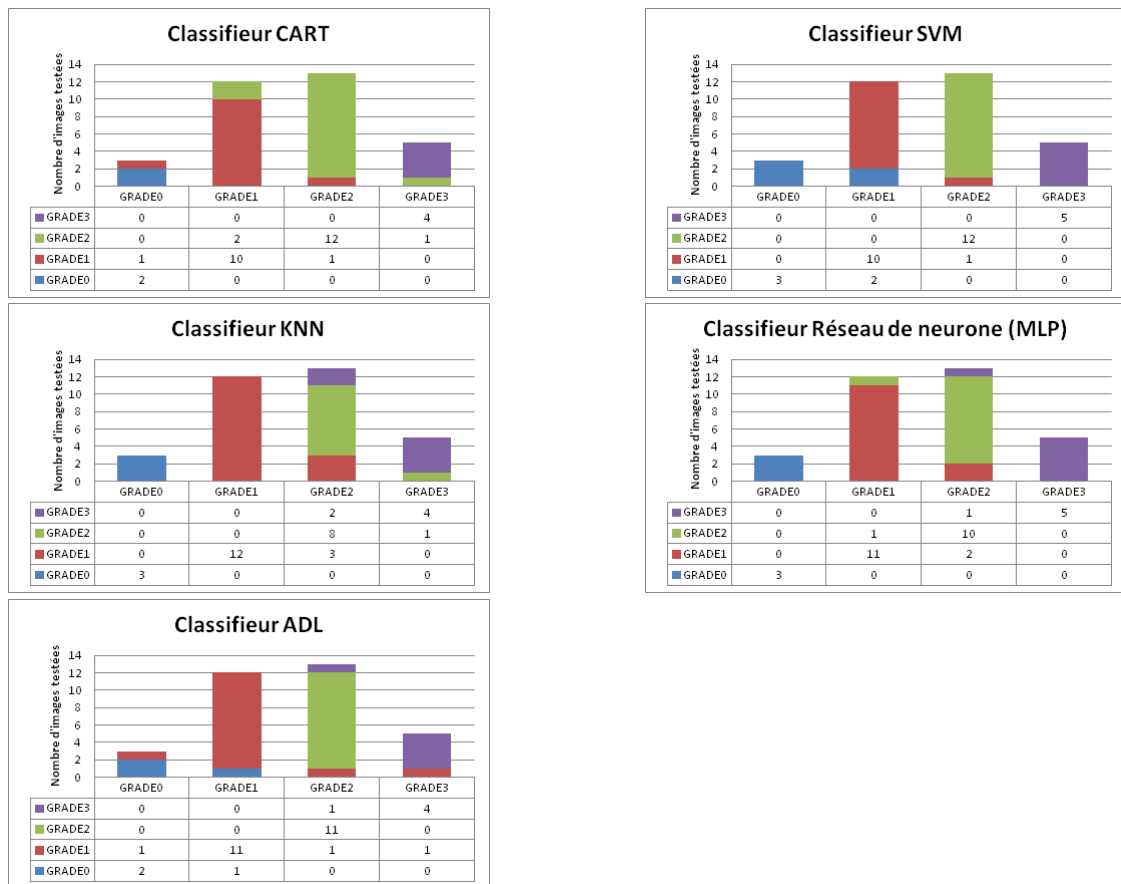 Classifieur CART
Nombre d'images testées
14
12
10
8
6
4
2
0
GRADE0 GRADE1 GRADE2 GRADE3
GRADE3 0 0 0 4
GRADE2 0 2 12 1
GRADE1 1 10 1 0
GRADE0 2 0 0 0
Classifieur SVM
Nombre d'images testées
14
12
10
8
6
4
2
0
GRADE0 GRADE1 GRADE2 GRADE3
GRADE3 0 0 0 5
GRADE2 0 0 12 0
GRADE1 0 10 1 0
GRADE0 3 2 0 0
Classifieur KNN
Nombre d'images testées
14
12
10
8
6
4
2
0
GRADE0 GRADE1 GRADE2 GRADE3
GRADE3 0 0 2 4
GRADE2 0 0 8 1
GRADE1 0 12 3 0
GRADE0 3 0 0 0
Classifieur Réseau de neurone (MLP)
Nombre d'images testées
14
12
10
8
6
4
2
0
GRADE0 GRADE1 GRADE2 GRADE3
GRADE3 0 0 1 5
GRADE2 0 1 10 0
GRADE1 0 11 2 0
GRADE0 3 0 0 0
Classifieur ADL
Nombre d'images testées
14
12
10
8
6
4
2
0
GRADE0 GRADE1 GRADE2 GRADE3
GRADE3 0 0 1 4
GRADE2 0 0 11 0
GRADE1 1 11 1 1
GRADE0 2 1 0 0